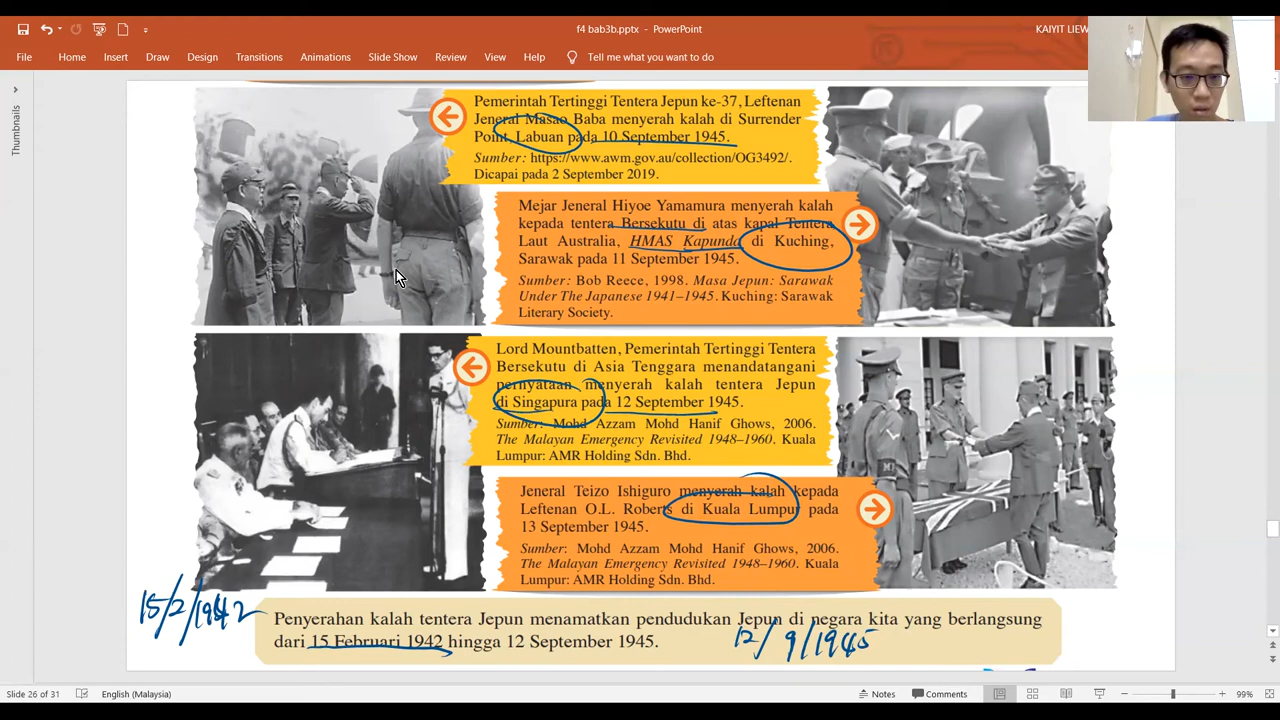 f4 bab3b.pptx - PowerPoint
KAIYIT LIEW
File Home Insert Draw Design Transitions Animations Slide Show Review View Help Tell me what you want to do
Thumbnails
Pemerintah Tertinggi Tentera Jepun ke-37, Leftenan
Jeneral Masao Baba menyerah kalah di Surrender
Point, Labuan pada 10 September 1945.
Sumber: https://www.awm.gov.au/collection/OG3492/.
Dicapai pada 2 September 2019.
Mejar Jeneral Hiyoe Yamamura menyerah kalah
kepada tentera Bersekutu di atas kapal Tentera
Laut Australia, HMAS Kapunda di Kuching,
Sarawak pada 11 September 1945.
Sumber: Bob Reece, 1998. Masa Jepun: Sarawak
Under The Japanese 1941–1945. Kuching: Sarawak
Literary Society.
Lord Mountbatten, Pemerintah Tertinggi Tentera
Bersekutu di Asia Tenggara menandatangani
pernyataan menyerah kalah tentera Jepun
di Singapura pada 12 September 1945.
Sumber: Mohd Azzam Mohd Hanif Ghows, 2006.
The Malayan Emergency Revisited 1948–1960. Kuala
Lumpur: AMR Holding Sdn. Bhd.
Jeneral Teizo Ishiguro menyerah kalah kepada
Leftenan O.L. Roberts di Kuala Lumpur pada
13 September 1945.
Sumber: Mohd Azzam Mohd Hanif Ghows, 2006.
The Malayan Emergency Revisited 1948–1960. Kuala
Lumpur: AMR Holding Sdn. Bhd.
15/2/1942
Penyerahan kalah tentera Jepun menamatkan pendudukan Jepun di negara kita yang berlangsung
dari 15 Februari 1942 hingga 12 September 1945.
12/9/1945
Slide 26 of 31 English (Malaysia) Notes Comments 99%